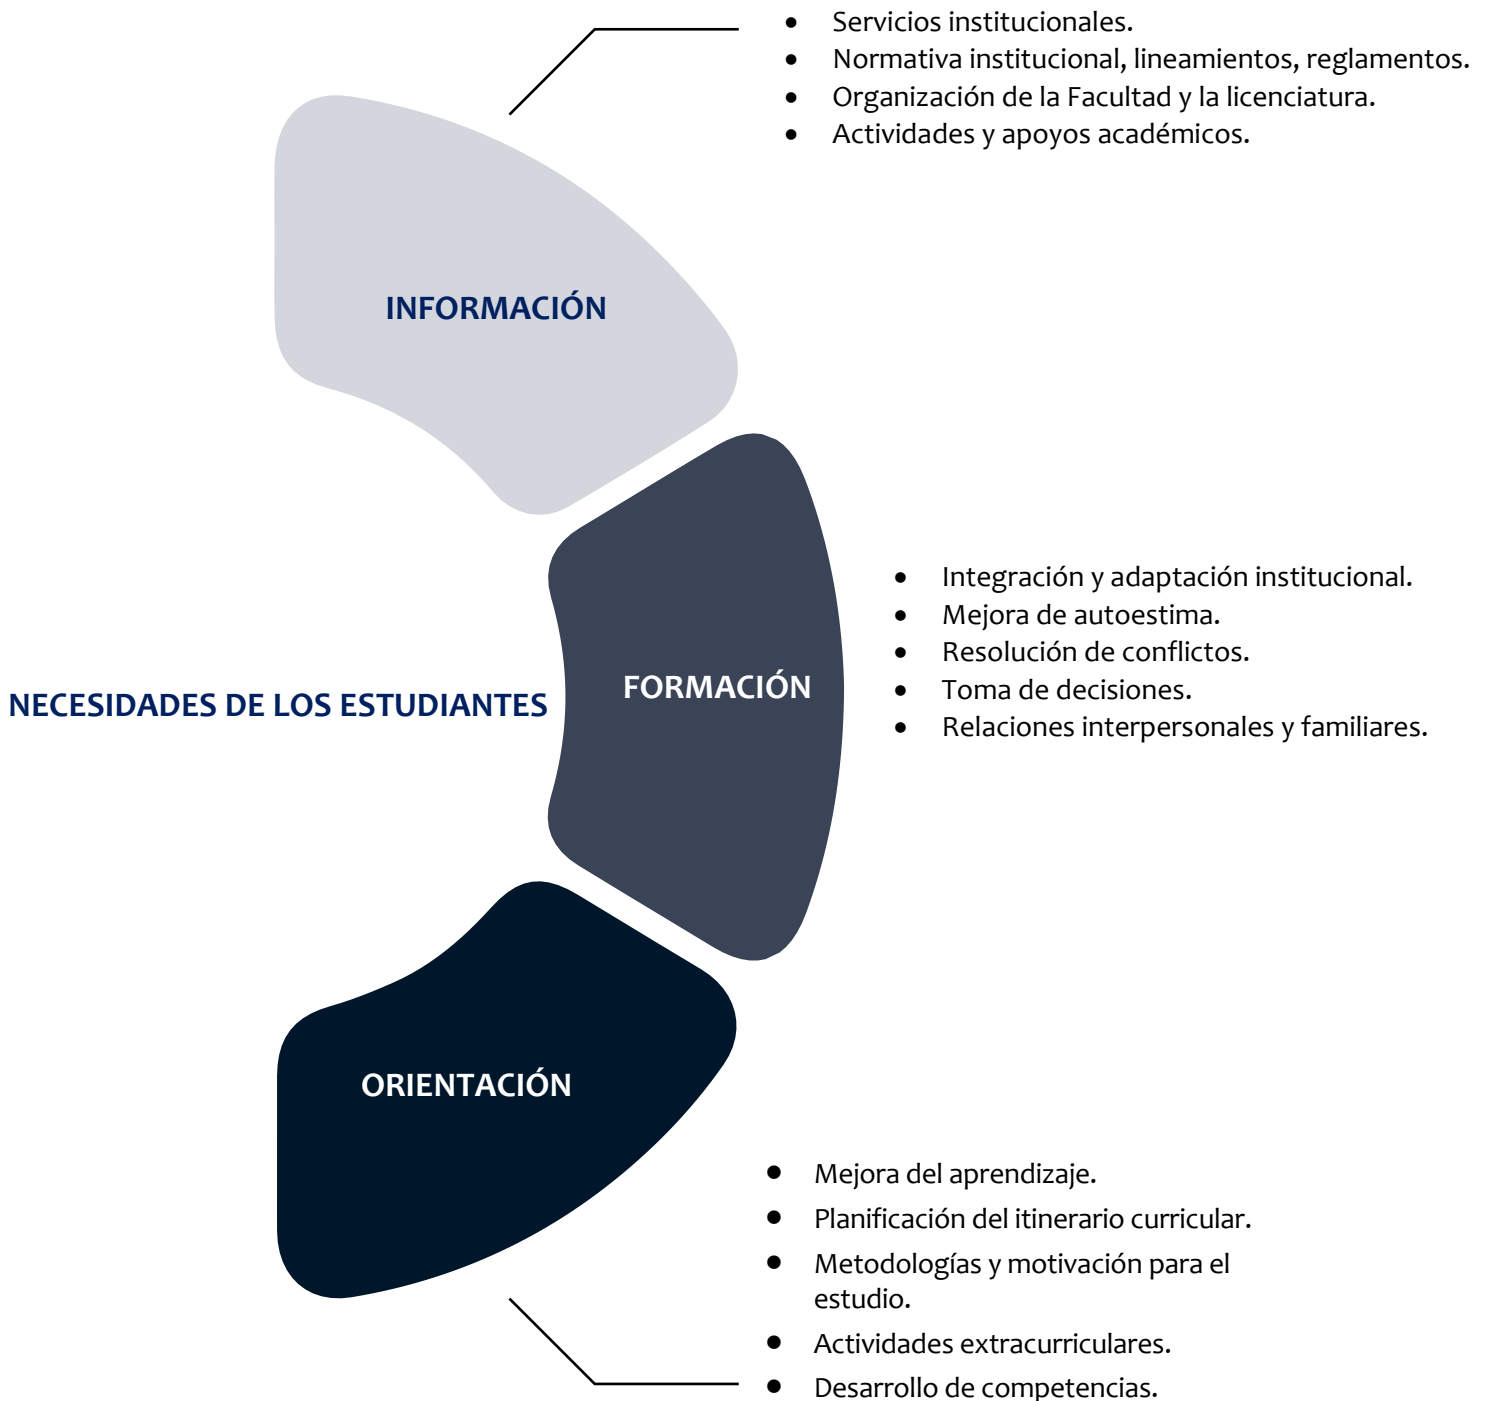 • Servicios institucionales.
• Normativa institucional, lineamientos, reglamentos.
• Organización de la Facultad y la licenciatura.
• Actividades y apoyos académicos.
INFORMACIÓN
• Integración y adaptación institucional.
• Mejora de autoestima.
• Resolución de conflictos.
• Toma de decisiones.
• Relaciones interpersonales y familiares.
FORMACIÓN
NECESIDADES DE LOS ESTUDIANTES
ORIENTACIÓN
• Mejora del aprendizaje.
• Planificación del itinerario curricular.
• Metodologías y motivación para el
estudio.
• Actividades extracurriculares.
• Desarrollo de competencias.